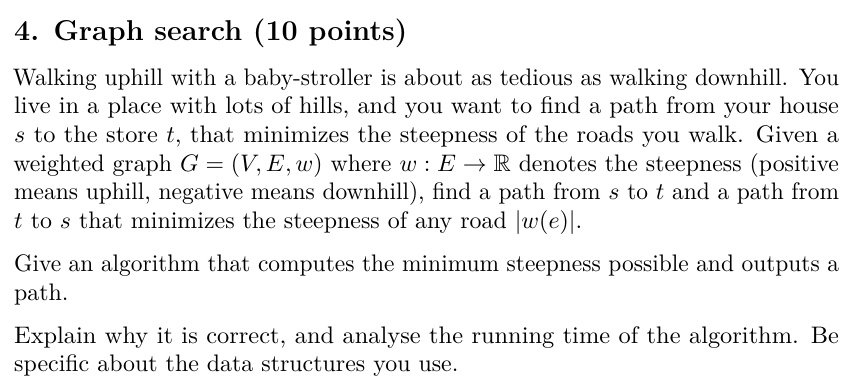 4. Graph search (10 points)
Walking uphill with a baby-stroller is about as tedious as walking downhill. You
live in a place with lots of hills, and you want to find a path from your house
s to the store t, that minimizes the steepness of the roads you walk. Given a
weighted graph G = (V, E, w) where w : E → ℝ denotes the steepness (positive
means uphill, negative means downhill), find a path from s to t and a path from
t to s that minimizes the steepness of any road |w(e)|.
Give an algorithm that computes the minimum steepness possible and outputs a
path.
Explain why it is correct, and analyse the running time of the algorithm. Be
specific about the data structures you use.